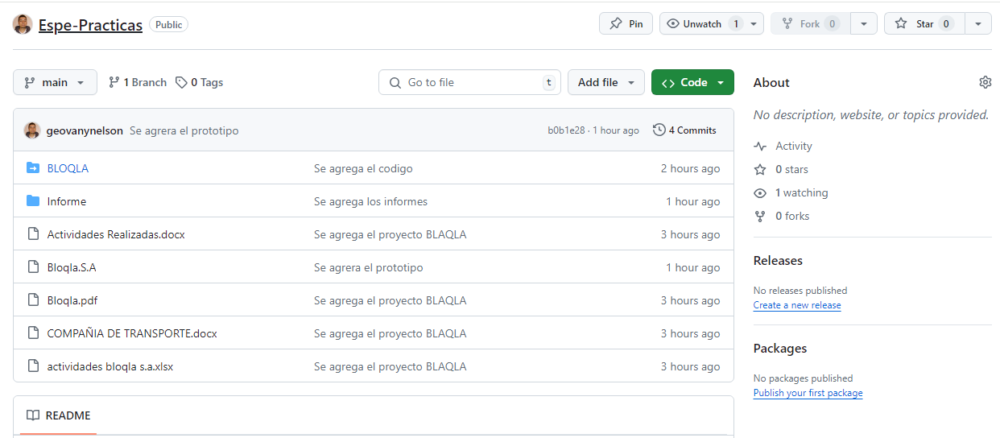 Espe-Practicas Public Pin Unwatch 1 Fork 0 Star 0
main 1 Branch 0 Tags Go to file t Add file Code
geovanynelson Se agrera el prototipo b0b1e28 · 1 hour ago 4 Commits
BLOQLA Se agrega el codigo 2 hours ago
Informe Se agrega los informes 1 hour ago
Actividades Realizadas.docx Se agrega el proyecto BLAQLA 3 hours ago
Bloqla.S.A Se agrera el prototipo 1 hour ago
Bloqla.pdf Se agrega el proyecto BLAQLA 3 hours ago
COMPAÑIA DE TRANSPORTE.docx Se agrega el proyecto BLAQLA 3 hours ago
actividades bloqla s.a.xlsx Se agrega el proyecto BLAQLA 3 hours ago
README
About
No description, website, or topics provided.
Activity
0 stars
1 watching
0 forks
Releases
No releases published
Create a new release
Packages
No packages published
Publish your first package